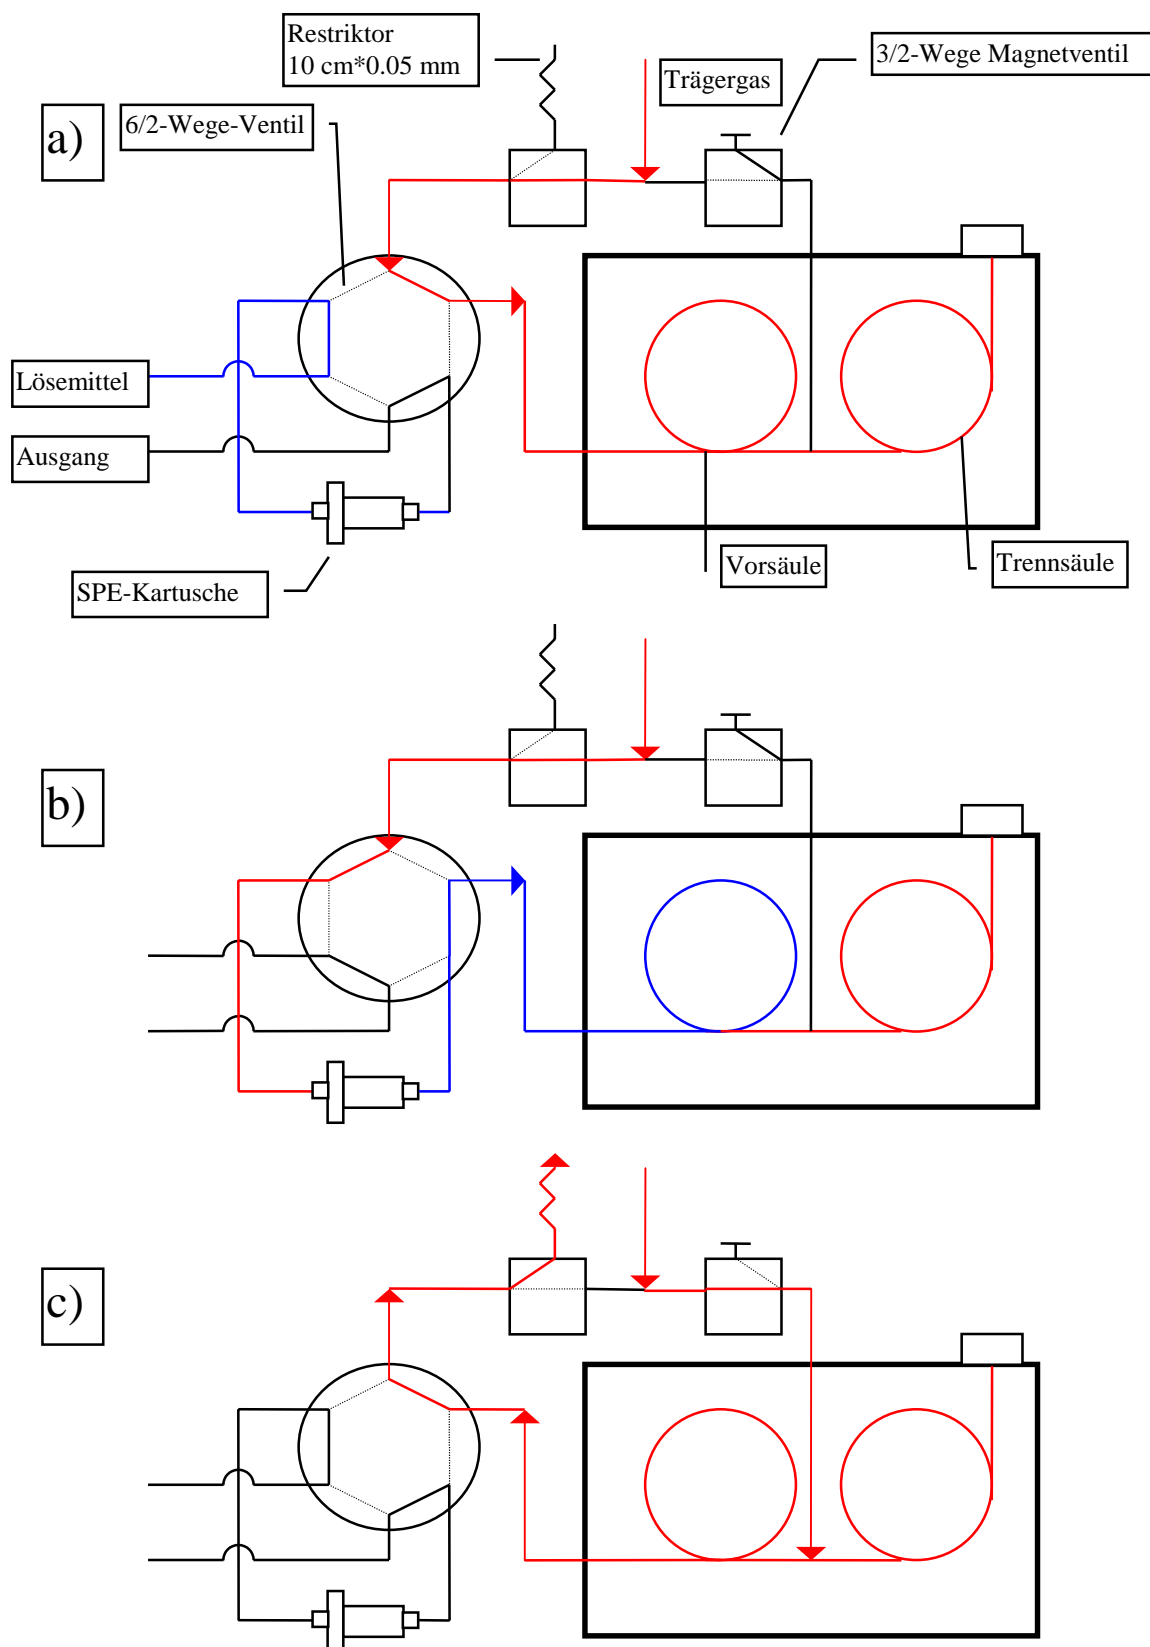 Restriktor
10 cm*0.05 mm
3/2-Wege Magnetventil
Trägergas
a)
6/2-Wege-Ventil
Lösemittel
Ausgang
SPE-Kartusche
Vorsäule
Trennsäule
b)
c)